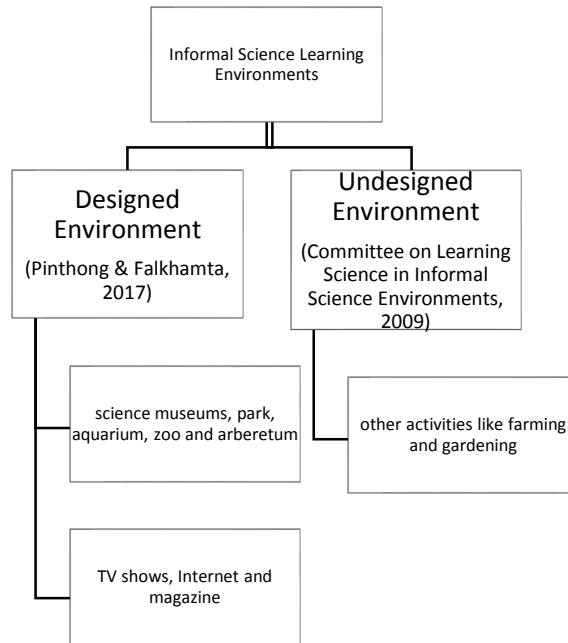 Informal Science Learning
Environments
Designed
Environment
(Pinthong & Falkhamta,
2017)
Undesigned
Environment
(Committee on Learning
Science in Informal
Science Environments,
2009)
science museums, park,
aquarium, zoo and arberetum
other activities like farming
and gardening
TV shows, Internet and
magazine